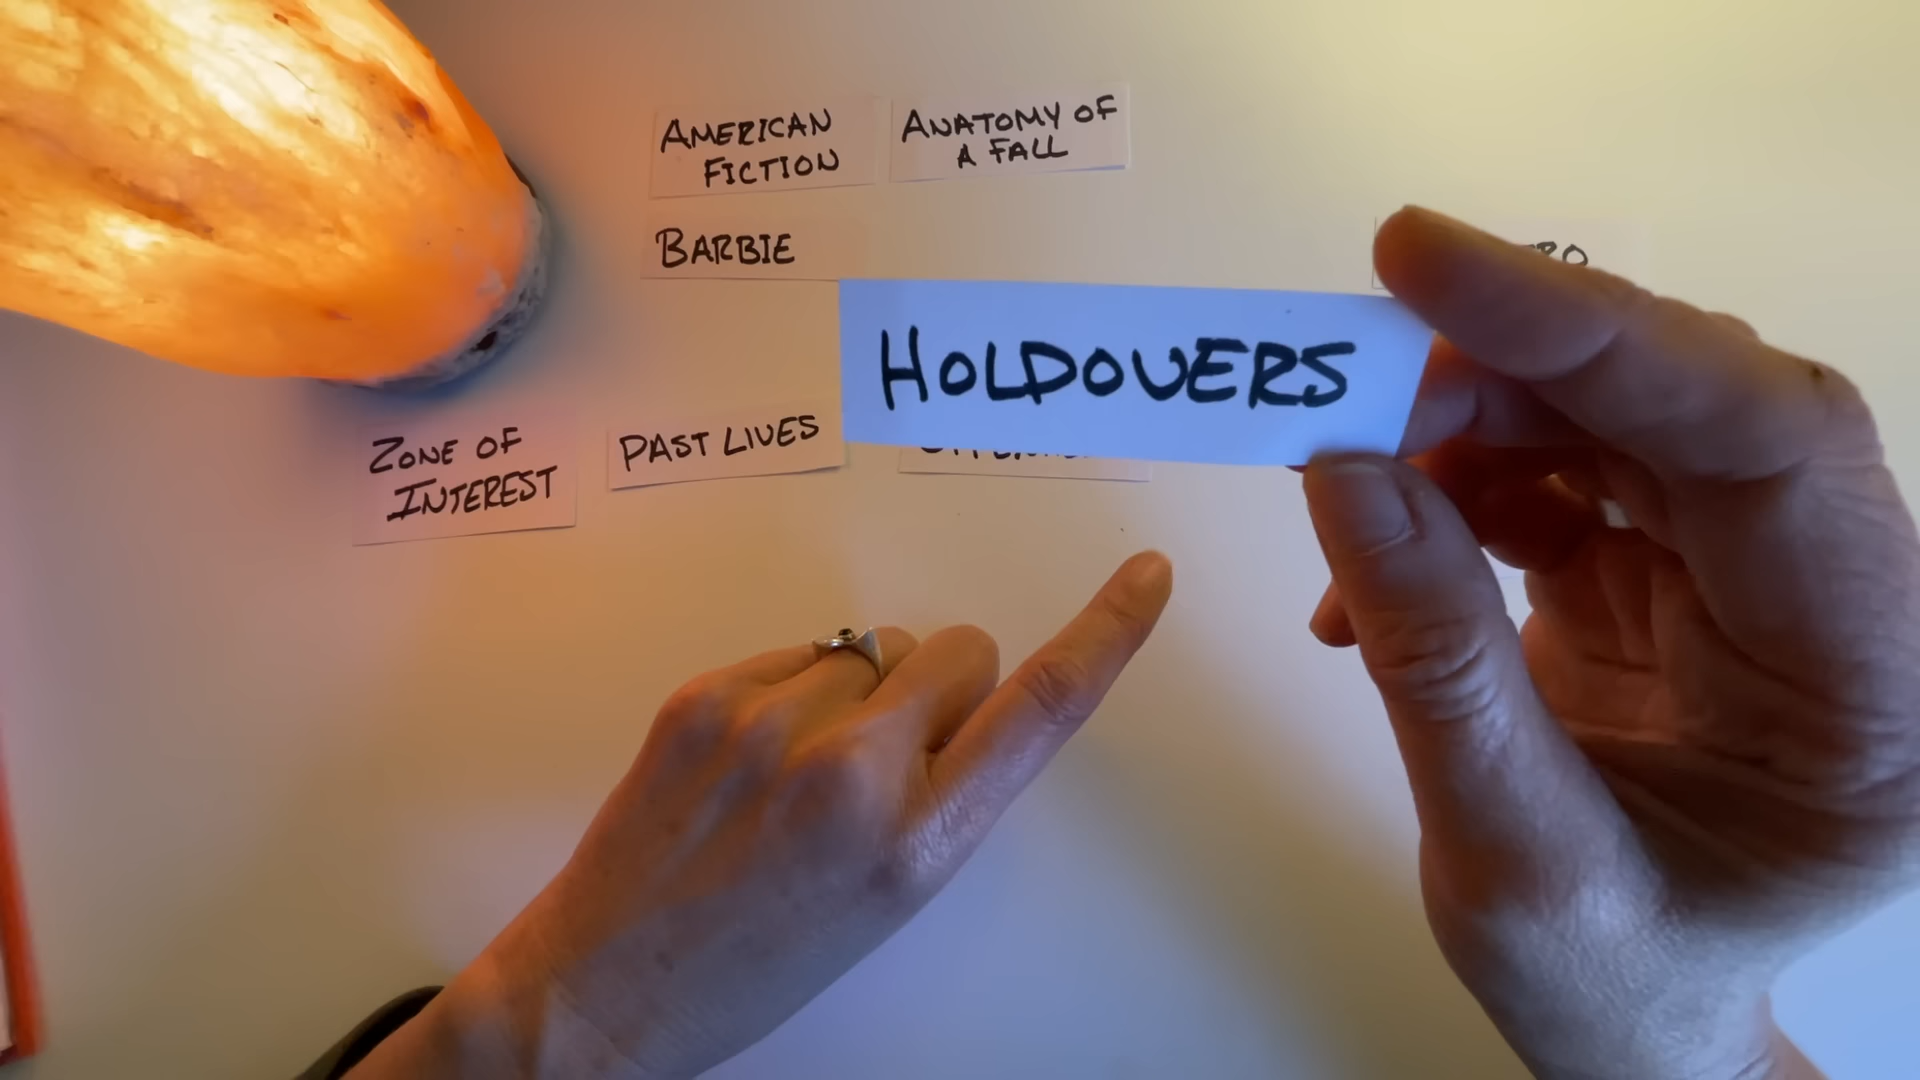 AMERICAN
FICTION
ANATOMY OF
A FALL
BARBIE
HOLDOVERS
ZONE OF
INTEREST
PAST LIVES